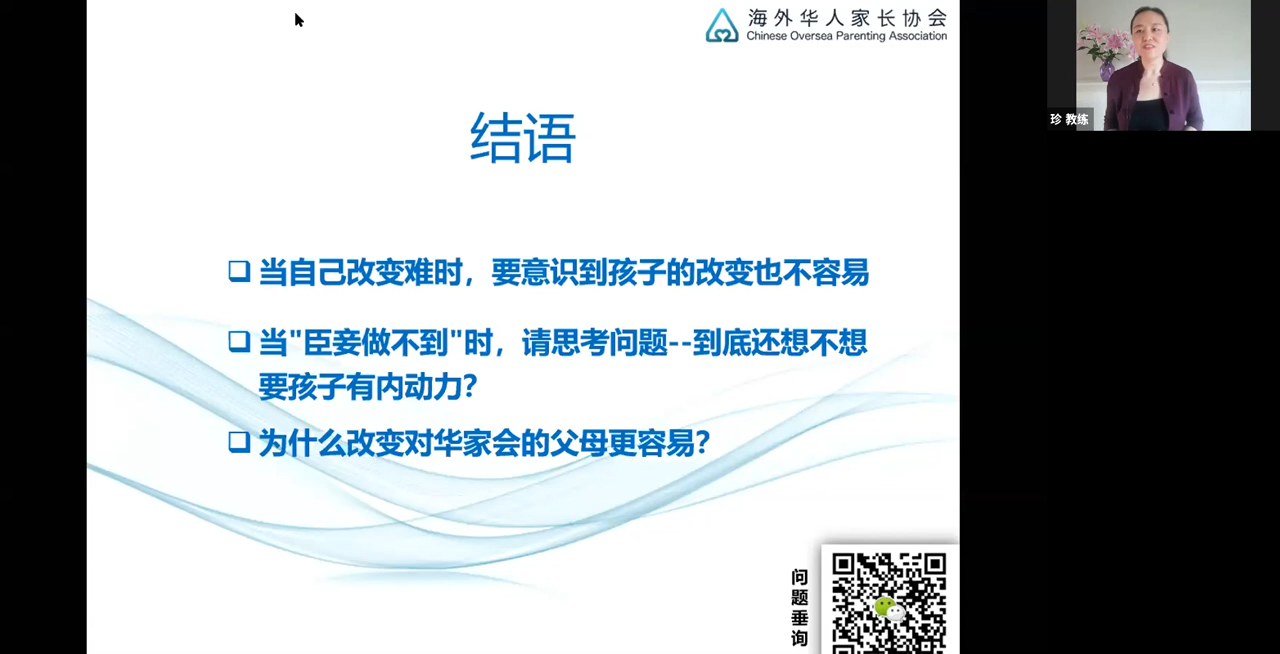 海外华人家长协会
Chinese Oversea Parenting Association
珍 教练
结语
当自己改变难时，要意识到孩子的改变也不容易
当"臣妾做不到"时，请思考问题--到底还想不想
要孩子有内动力？
为什么改变对华家会的父母更容易？
问题垂询